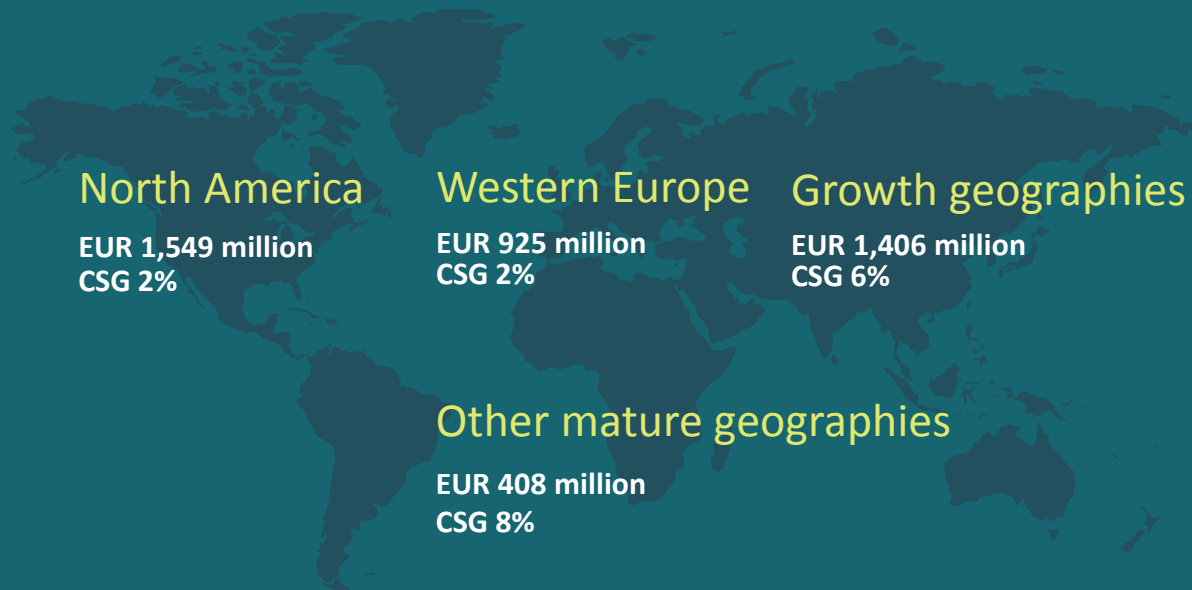 North America
EUR 1,549 million
CSG 2%
Western Europe
EUR 925 million
CSG 2%
Growth geographies
EUR 1,406 million
CSG 6%
Other mature geographies
EUR 408 million
CSG 8%